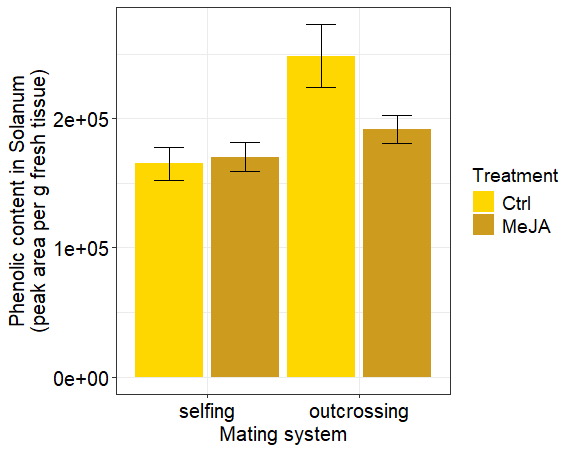 Phenolic content in Solanum
(peak area per g fresh tissue)
2e+05
1e+05
0e+00
selfing outcrossing
Mating system
Treatment
Ctrl
MeJA